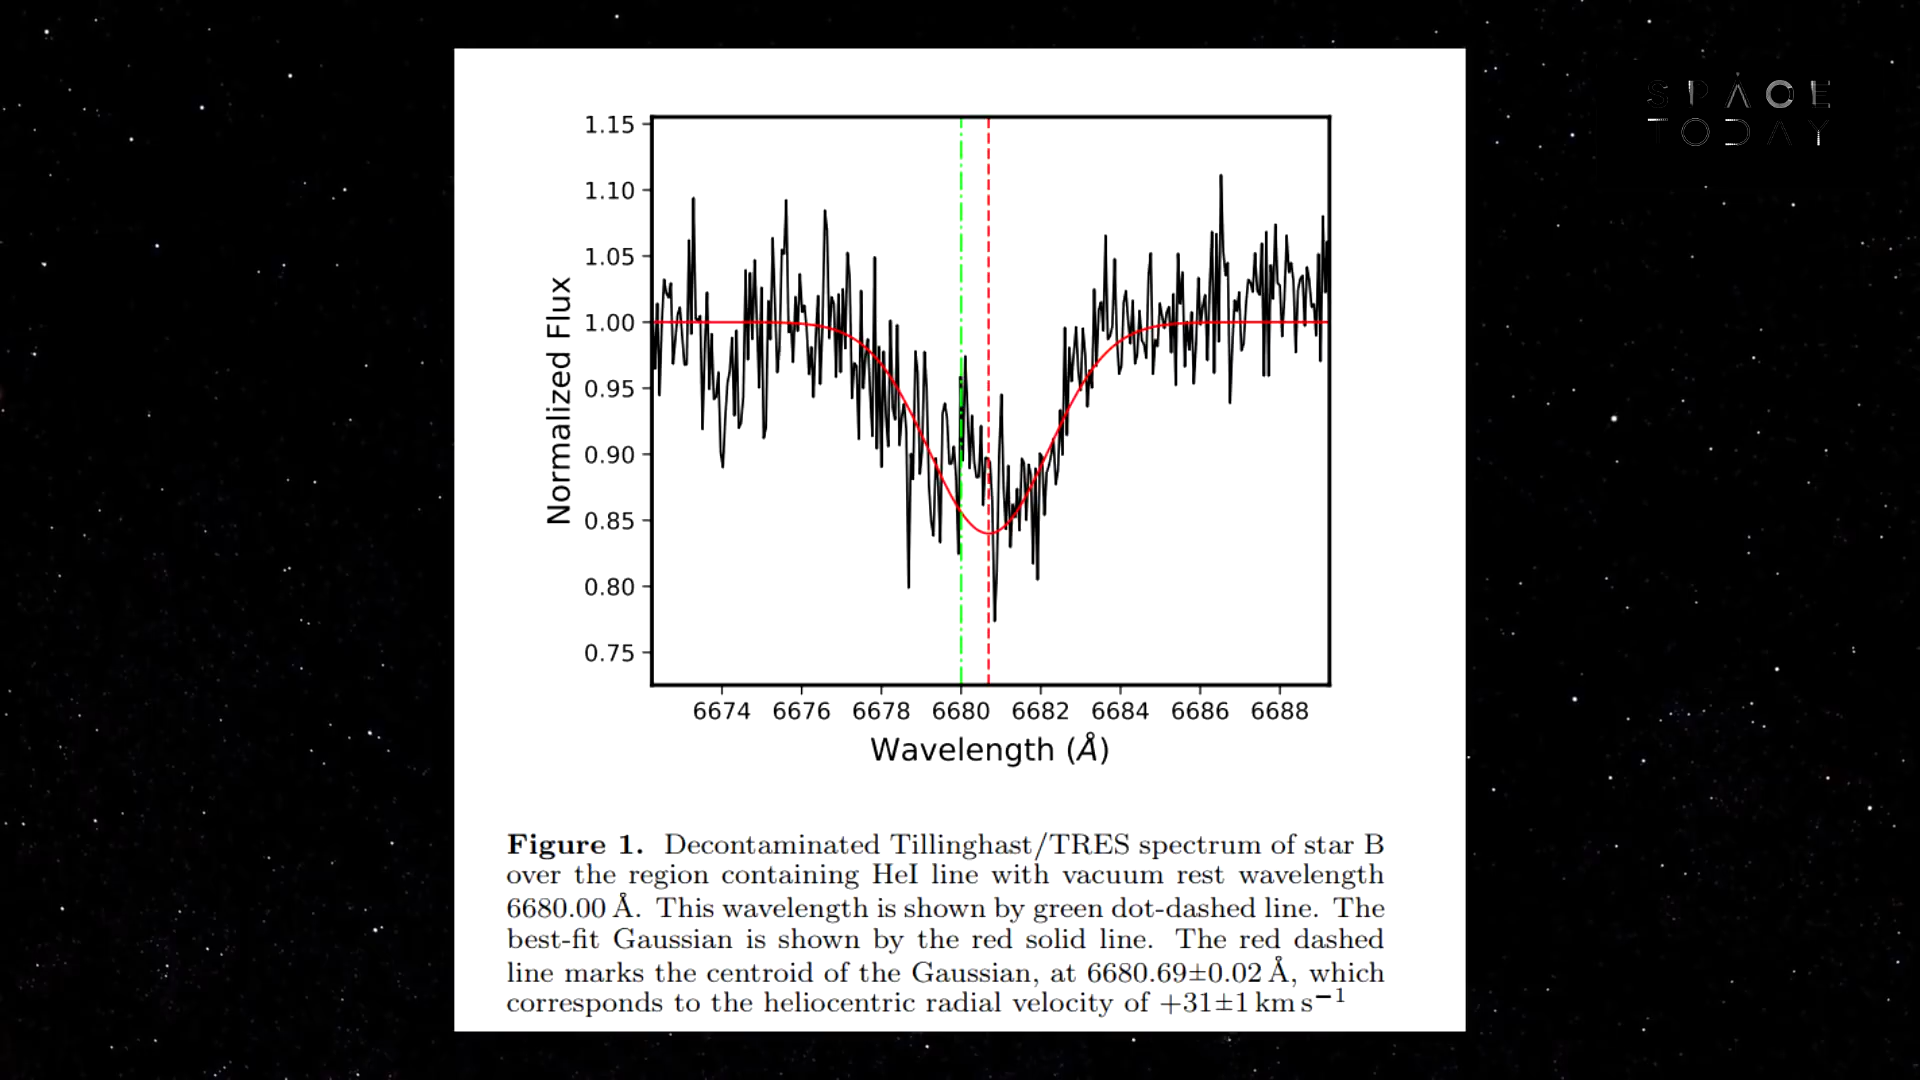 SPACE
TODAY
1.15
1.10
1.05
1.00
0.95
0.90
0.85
0.80
0.75
Normalized Flux
6674 6676 6678 6680 6682 6684 6686 6688
Wavelength (Å)
Figure 1. Decontaminated Tillinghast/TRES spectrum of star B
over the region containing HeI line with vacuum rest wavelength
6680.00 Å. This wavelength is shown by green dot-dashed line. The
best-fit Gaussian is shown by the red solid line. The red dashed
line marks the centroid of the Gaussian, at 6680.69±0.02 Å, which
corresponds to the heliocentric radial velocity of +31±1 km s⁻¹